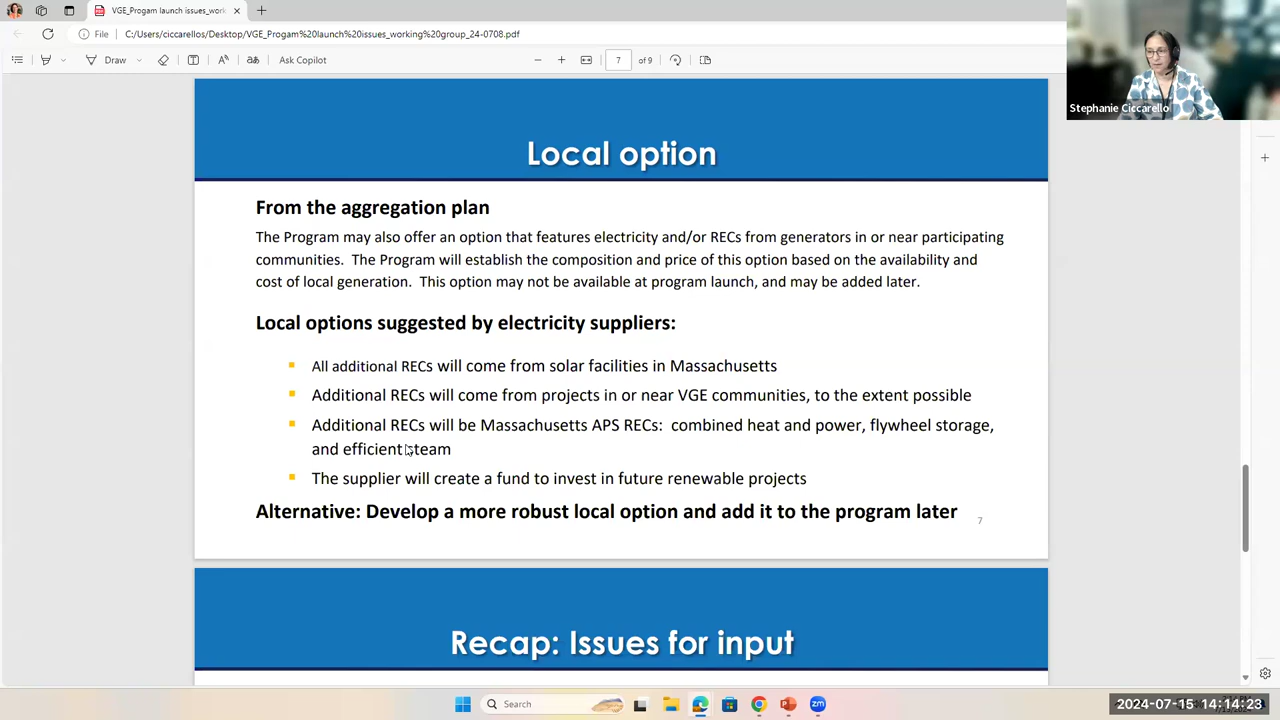 VGE_Progam launch issues_work
File
C:/Users/ciccarellos/Desktop/VGE_Progam%20launch%20issues_working%20group_24-0708.pdf
Draw
Ask Copilot
7
of 9
Stephanie Ciccarello
Local option
From the aggregation plan
The Program may also offer an option that features electricity and/or RECs from generators in or near participating
communities. The Program will establish the composition and price of this option based on the availability and
cost of local generation. This option may not be available at program launch, and may be added later.
Local options suggested by electricity suppliers:
All additional RECs will come from solar facilities in Massachusetts
Additional RECs will come from projects in or near VGE communities, to the extent possible
Additional RECs will be Massachusetts APS RECs: combined heat and power, flywheel storage,
and efficient steam
The supplier will create a fund to invest in future renewable projects
Alternative: Develop a more robust local option and add it to the program later
7
Recap: Issues for input
Search
2024-07-15 14:14:23